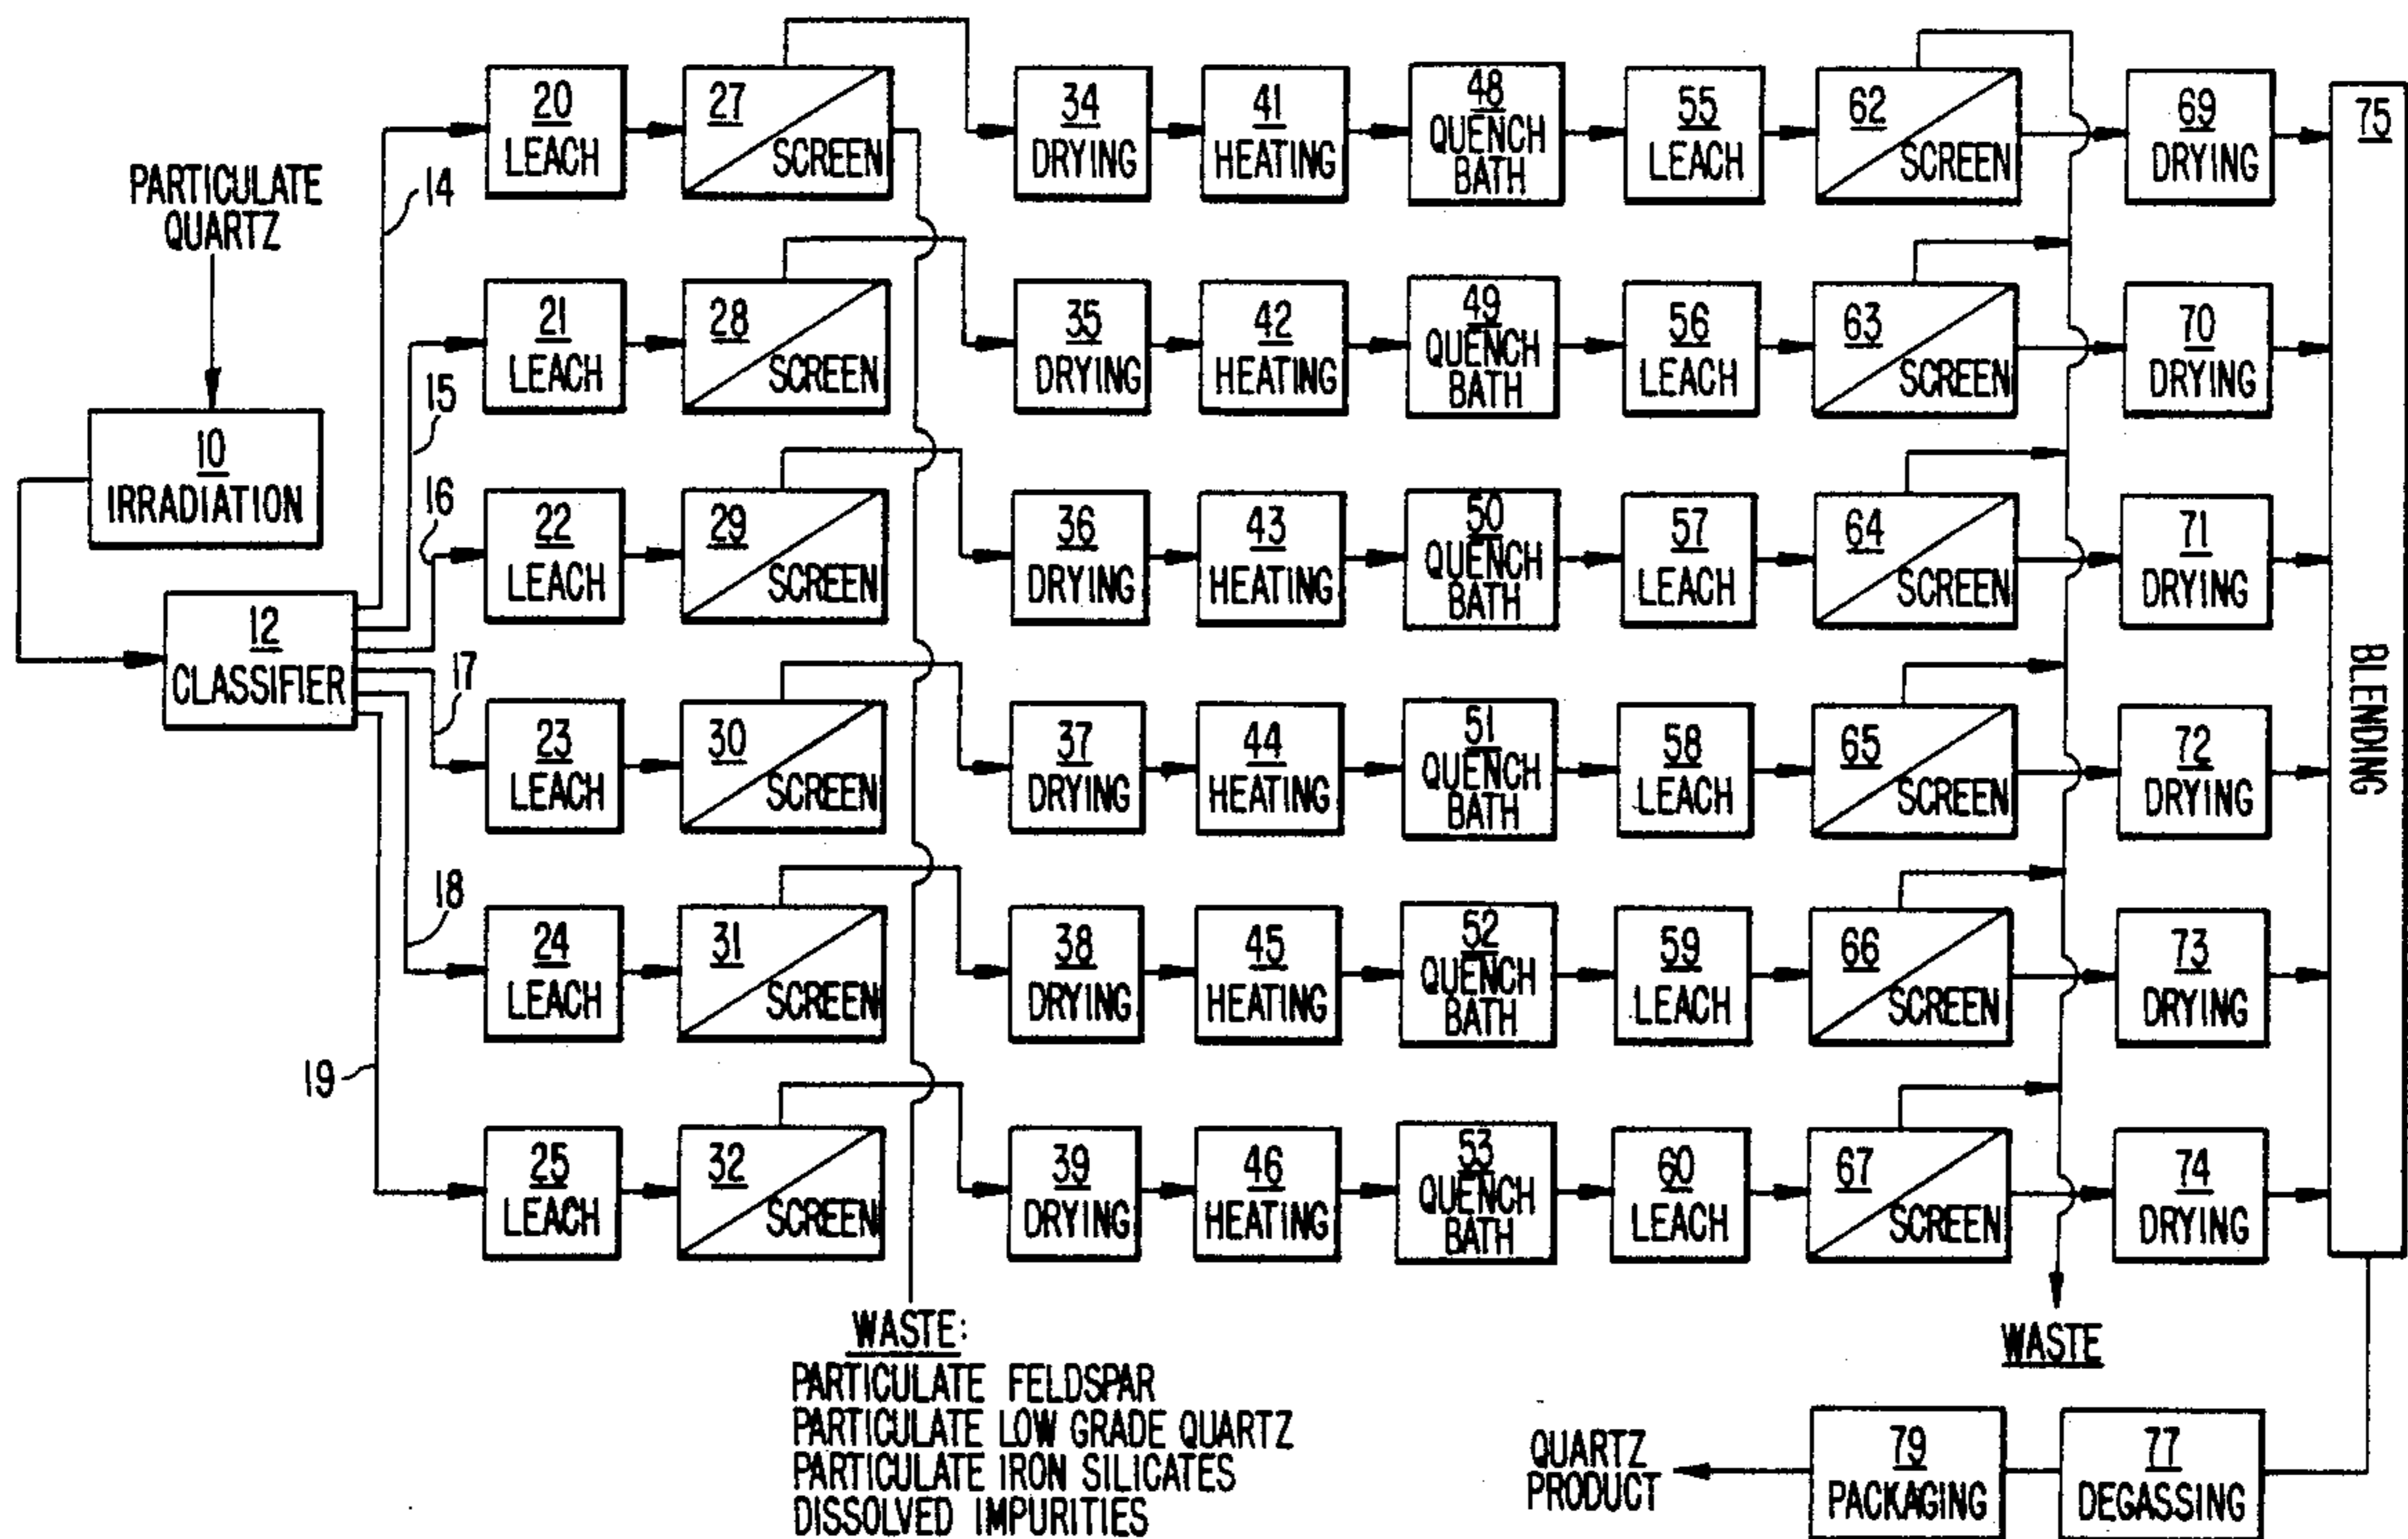 PARTICULATE
QUARTZ
10
IRRADIATION
12
CLASSIFIER
14
15
16
17
18
19
20
LEACH
27
SCREEN
34
DRYING
41
HEATING
48
QUENCH
BATH
55
LEACH
62
SCREEN
69
DRYING
21
LEACH
28
SCREEN
35
DRYING
42
HEATING
49
QUENCH
BATH
56
LEACH
63
SCREEN
70
DRYING
22
LEACH
29
SCREEN
36
DRYING
43
HEATING
50
QUENCH
BATH
57
LEACH
64
SCREEN
71
DRYING
23
LEACH
30
SCREEN
37
DRYING
44
HEATING
51
QUENCH
BATH
58
LEACH
65
SCREEN
72
DRYING
24
LEACH
31
SCREEN
38
DRYING
45
HEATING
52
QUENCH
BATH
59
LEACH
66
SCREEN
73
DRYING
25
LEACH
32
SCREEN
39
DRYING
46
HEATING
53
QUENCH
BATH
60
LEACH
67
SCREEN
74
DRYING
75
BLENDING
WASTE:
PARTICULATE FELDSPAR
PARTICULATE LOW GRADE QUARTZ
PARTICULATE IRON SILICATES
DISSOLVED IMPURITIES
WASTE
77
DEGASSING
79
PACKAGING
QUARTZ
PRODUCT